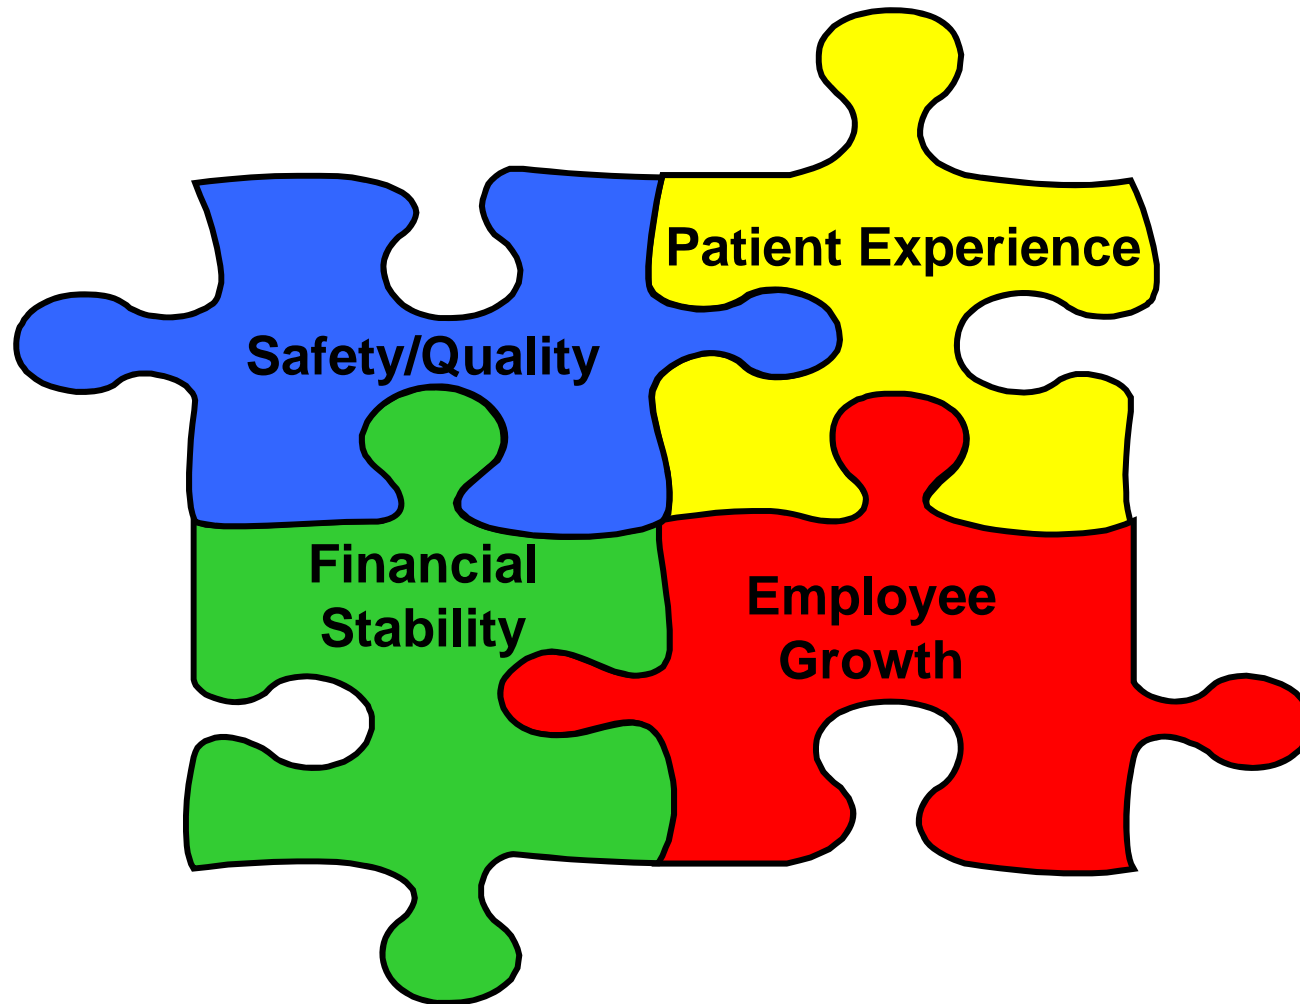 Patient Experience
Safety/Quality
Financial
Stability
Employee
Growth